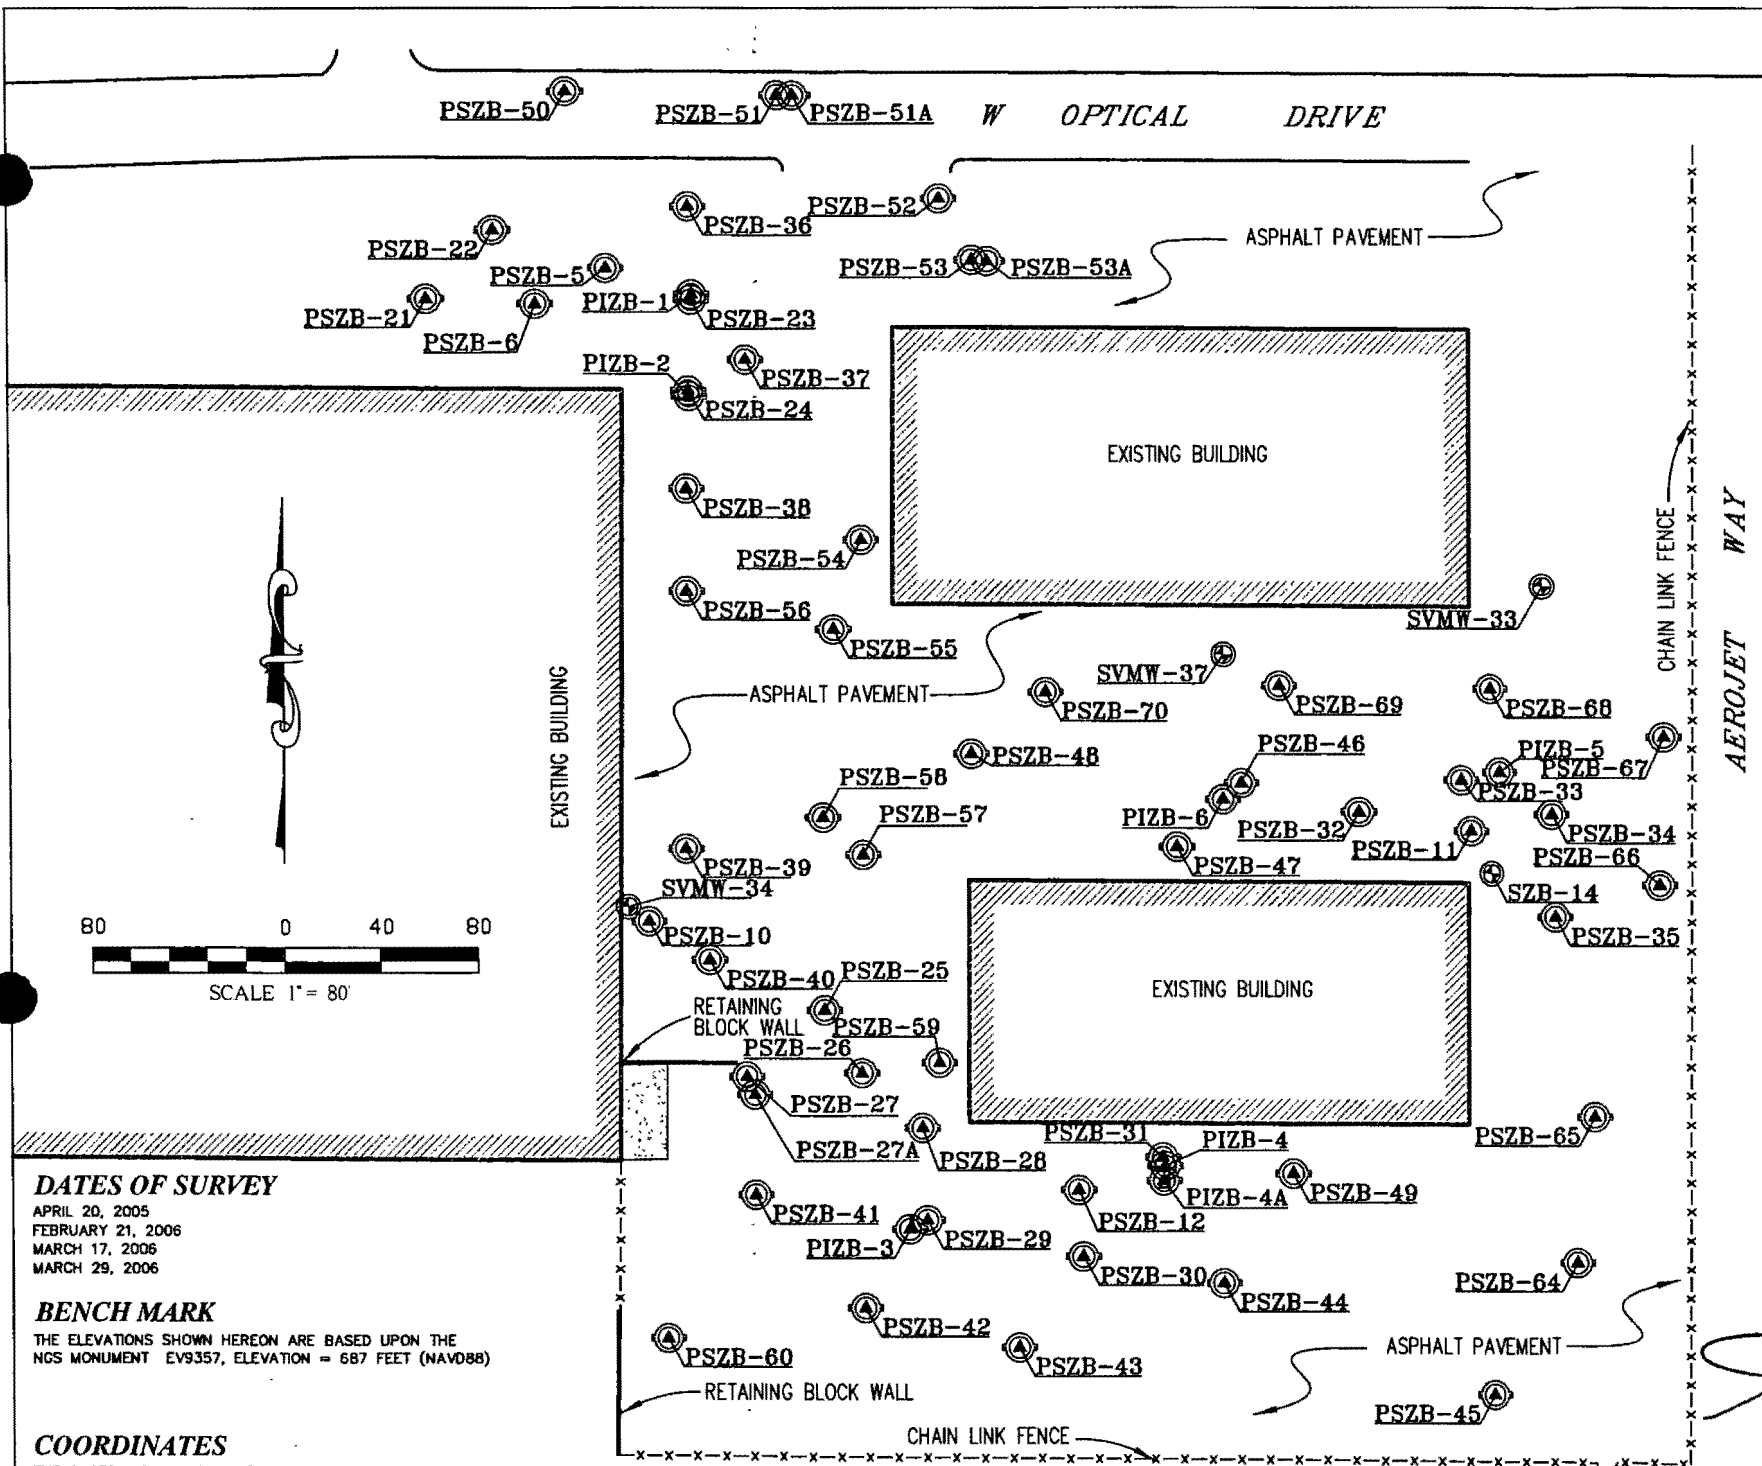 PSZB-50
PSZB-51
PSZB-51A
W OPTICAL DRIVE
PSZB-36
PSZB-52
PSZB-22
ASPHALT PAVEMENT
PSZB-5
PSZB-53
PSZB-53A
PIZB-1
PSZB-21
PSZB-23
PSZB-6
PIZB-2
PSZB-37
PSZB-24
EXISTING BUILDING
PSZB-38
PSZB-54
CHAIN LINK FENCE
AEROJET WAY
PSZB-56
SVMW-33
PSZB-55
SVMW-37
ASPHALT PAVEMENT
PSZB-70
PSZB-69
PSZB-68
EXISTING BUILDING
PSZB-48
PSZB-46
PIZB-5
PSZB-67
PSZB-58
PSZB-33
PSZB-57
PIZB-6
PSZB-32
PSZB-34
PSZB-11
PSZB-66
PSZB-39
PSZB-47
SVMW-34
SZB-14
80 0 40 80
PSZB-10
PSZB-35
PSZB-40
PSZB-25
SCALE 1"= 80'
EXISTING BUILDING
RETAINING
BLOCK WALL
PSZB-59
PSZB-26
PSZB-27
PSZB-31
PIZB-4
PSZB-65
PSZB-27A
PSZB-28
DATES OF SURVEY
APRIL 20, 2005
FEBRUARY 21, 2006
MARCH 17, 2006
MARCH 29, 2006
PIZB-4A
PSZB-49
PSZB-41
PSZB-12
PIZB-3
PSZB-29
PSZB-30
PSZB-64
PSZB-44
BENCH MARK
THE ELEVATIONS SHOWN HEREON ARE BASED UPON THE
NGS MONUMENT EV9357, ELEVATION = 687 FEET (NAVD88)
PSZB-42
PSZB-60
PSZB-43
ASPHALT PAVEMENT
RETAINING BLOCK WALL
PSZB-45
CHAIN LINK FENCE
COORDINATES